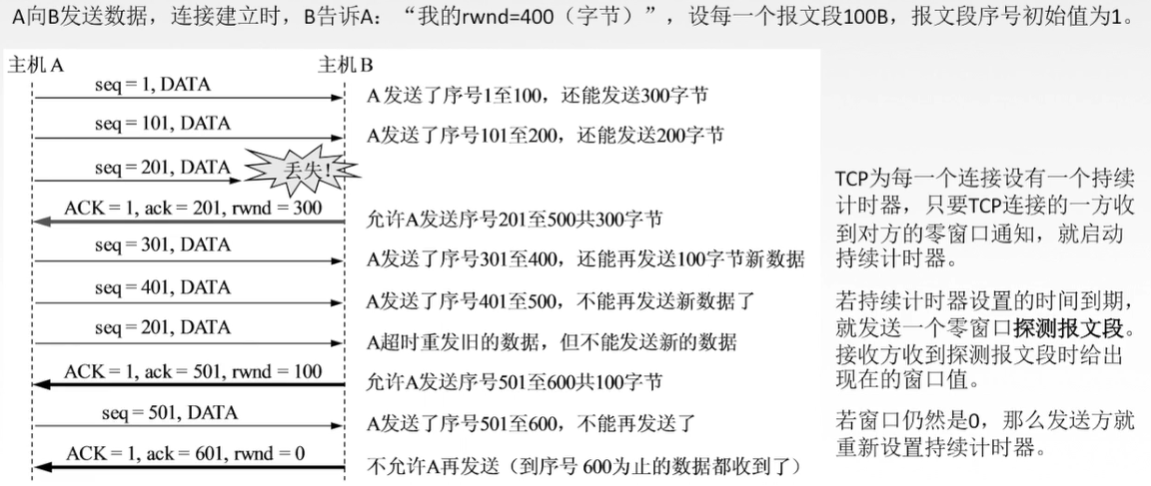 A向B发送数据，连接建立时，B告诉A：“我的rwnd=400（字节）”，设每一个报文段100B，报文段序号初始值为1。
主机 A 主机 B
seq = 1, DATA
A 发送了序号1至100，还能发送300字节
seq = 101, DATA
A发送了序号101至200，还能发送200字节
seq = 201, DATA 丢失!
ACK = 1, ack = 201, rwnd = 300
允许A发送序号201至500共300字节
seq = 301, DATA
A发送了序号301至400，还能再发送100字节新数据
seq = 401, DATA
A发送了序号401至500，不能再发送新数据了
seq = 201, DATA
A超时重发旧的数据，但不能发送新的数据
ACK = 1, ack = 501, rwnd = 100
允许A发送序号501至600共100字节
seq = 501, DATA
A发送了序号501至600，不能再发送了
ACK = 1, ack = 601, rwnd = 0
不允许A再发送（到序号 600为止的数据都收到了）
TCP为每一个连接设有一个持续
计时器，只要TCP连接的一方收
到对方的零窗口通知，就启动
持续计时器。
若持续计时器设置的时间到期，
就发送一个零窗口探测报文段。
接收方收到探测报文段时给出
现在的窗口值。
若窗口仍然是0，那么发送方就
重新设置持续计时器。